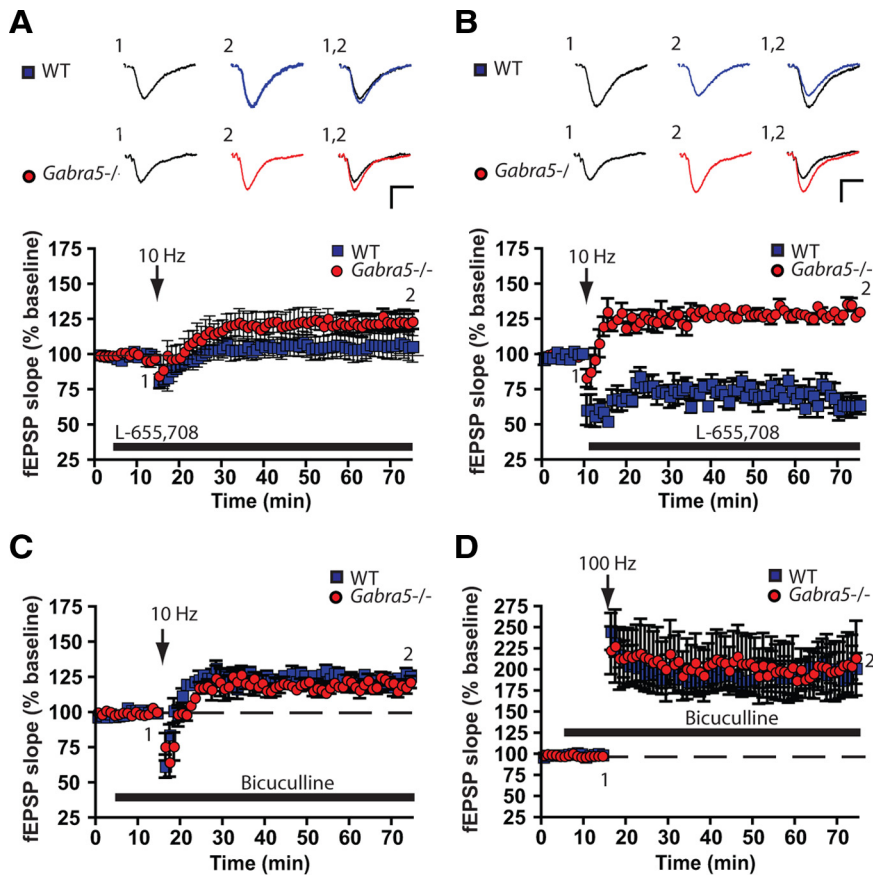 A
1 2 1,2
WT
1 2 1,2
Gabra5-/-
175
150
125
100
75
50
25
fEPSP slope (% baseline)
10 Hz
WT
Gabra5-/-
2
1
L-655,708
0 10 20 30 40 50 60 70
Time (min)
B
1 2 1,2
WT
1 2 1,2
Gabra5-/
175
150
125
100
75
50
25
fEPSP slope (% baseline)
10 Hz
WT
Gabra5-/-
2
1
L-655,708
0 10 20 30 40 50 60 70
Time (min)
C
175
150
125
100
75
50
25
fEPSP slope (% baseline)
10 Hz
WT
Gabra5-/-
2
1
Bicuculline
0 10 20 30 40 50 60 70
Time (min)
D
275
250
225
200
175
150
125
100
75
50
25
fEPSP slope (% baseline)
100 Hz
WT
Gabra5-/-
2
Bicuculline
1
0 10 20 30 40 50 60 70
Time (min)